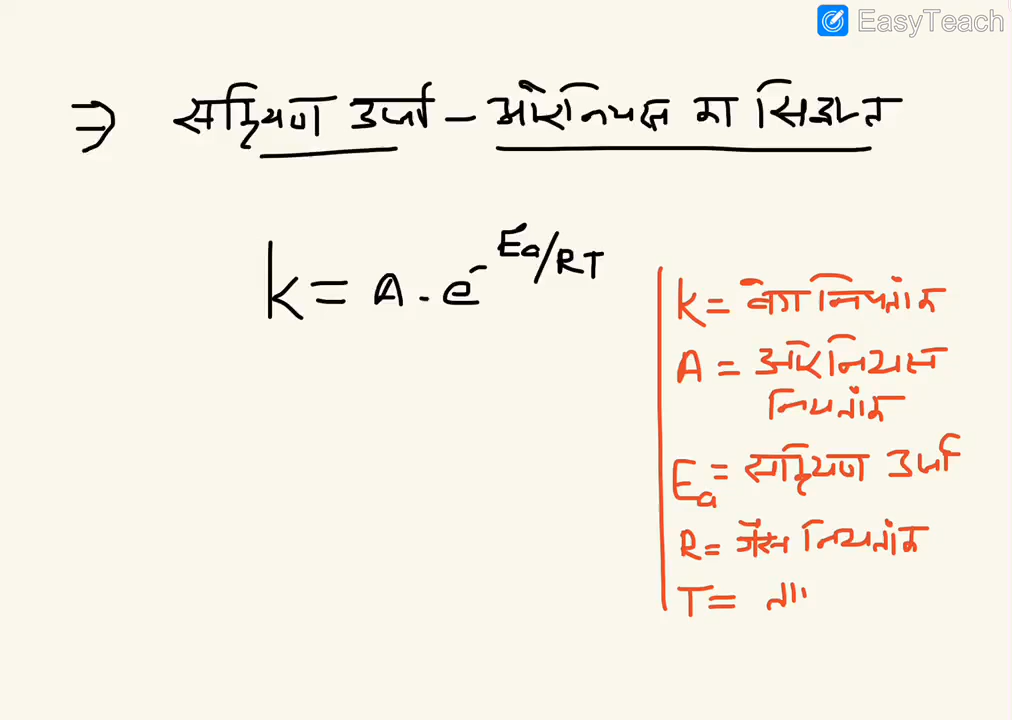 EasyTeach
⇒ सक्रियण ऊर्जा – आरेनियस का सिद्धान्त
K = A . e^-Ea/RT
K = वेग नियतांक
A = आरेनियस
नियतांक
Ea = सक्रियण ऊर्जा
R = गैस नियतांक
T =